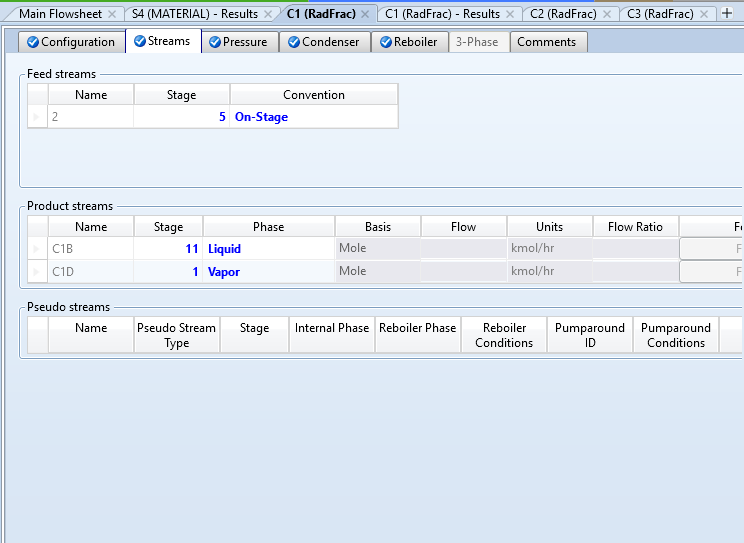 Main Flowsheet S4 (MATERIAL) - Results C1 (RadFrac) C1 (RadFrac) - Results C2 (RadFrac) C3 (RadFrac)
Configuration Streams Pressure Condenser Reboiler 3-Phase Comments
Feed streams
Name Stage Convention
2 5 On-Stage
Product streams
Name Stage Phase Basis Flow Units Flow Ratio
C1B 11 Liquid Mole kmol/hr
C1D 1 Vapor Mole kmol/hr
Pseudo streams
Name Pseudo Stream Type Stage Internal Phase Reboiler Phase Reboiler Conditions Pumparound ID Pumparound Conditions